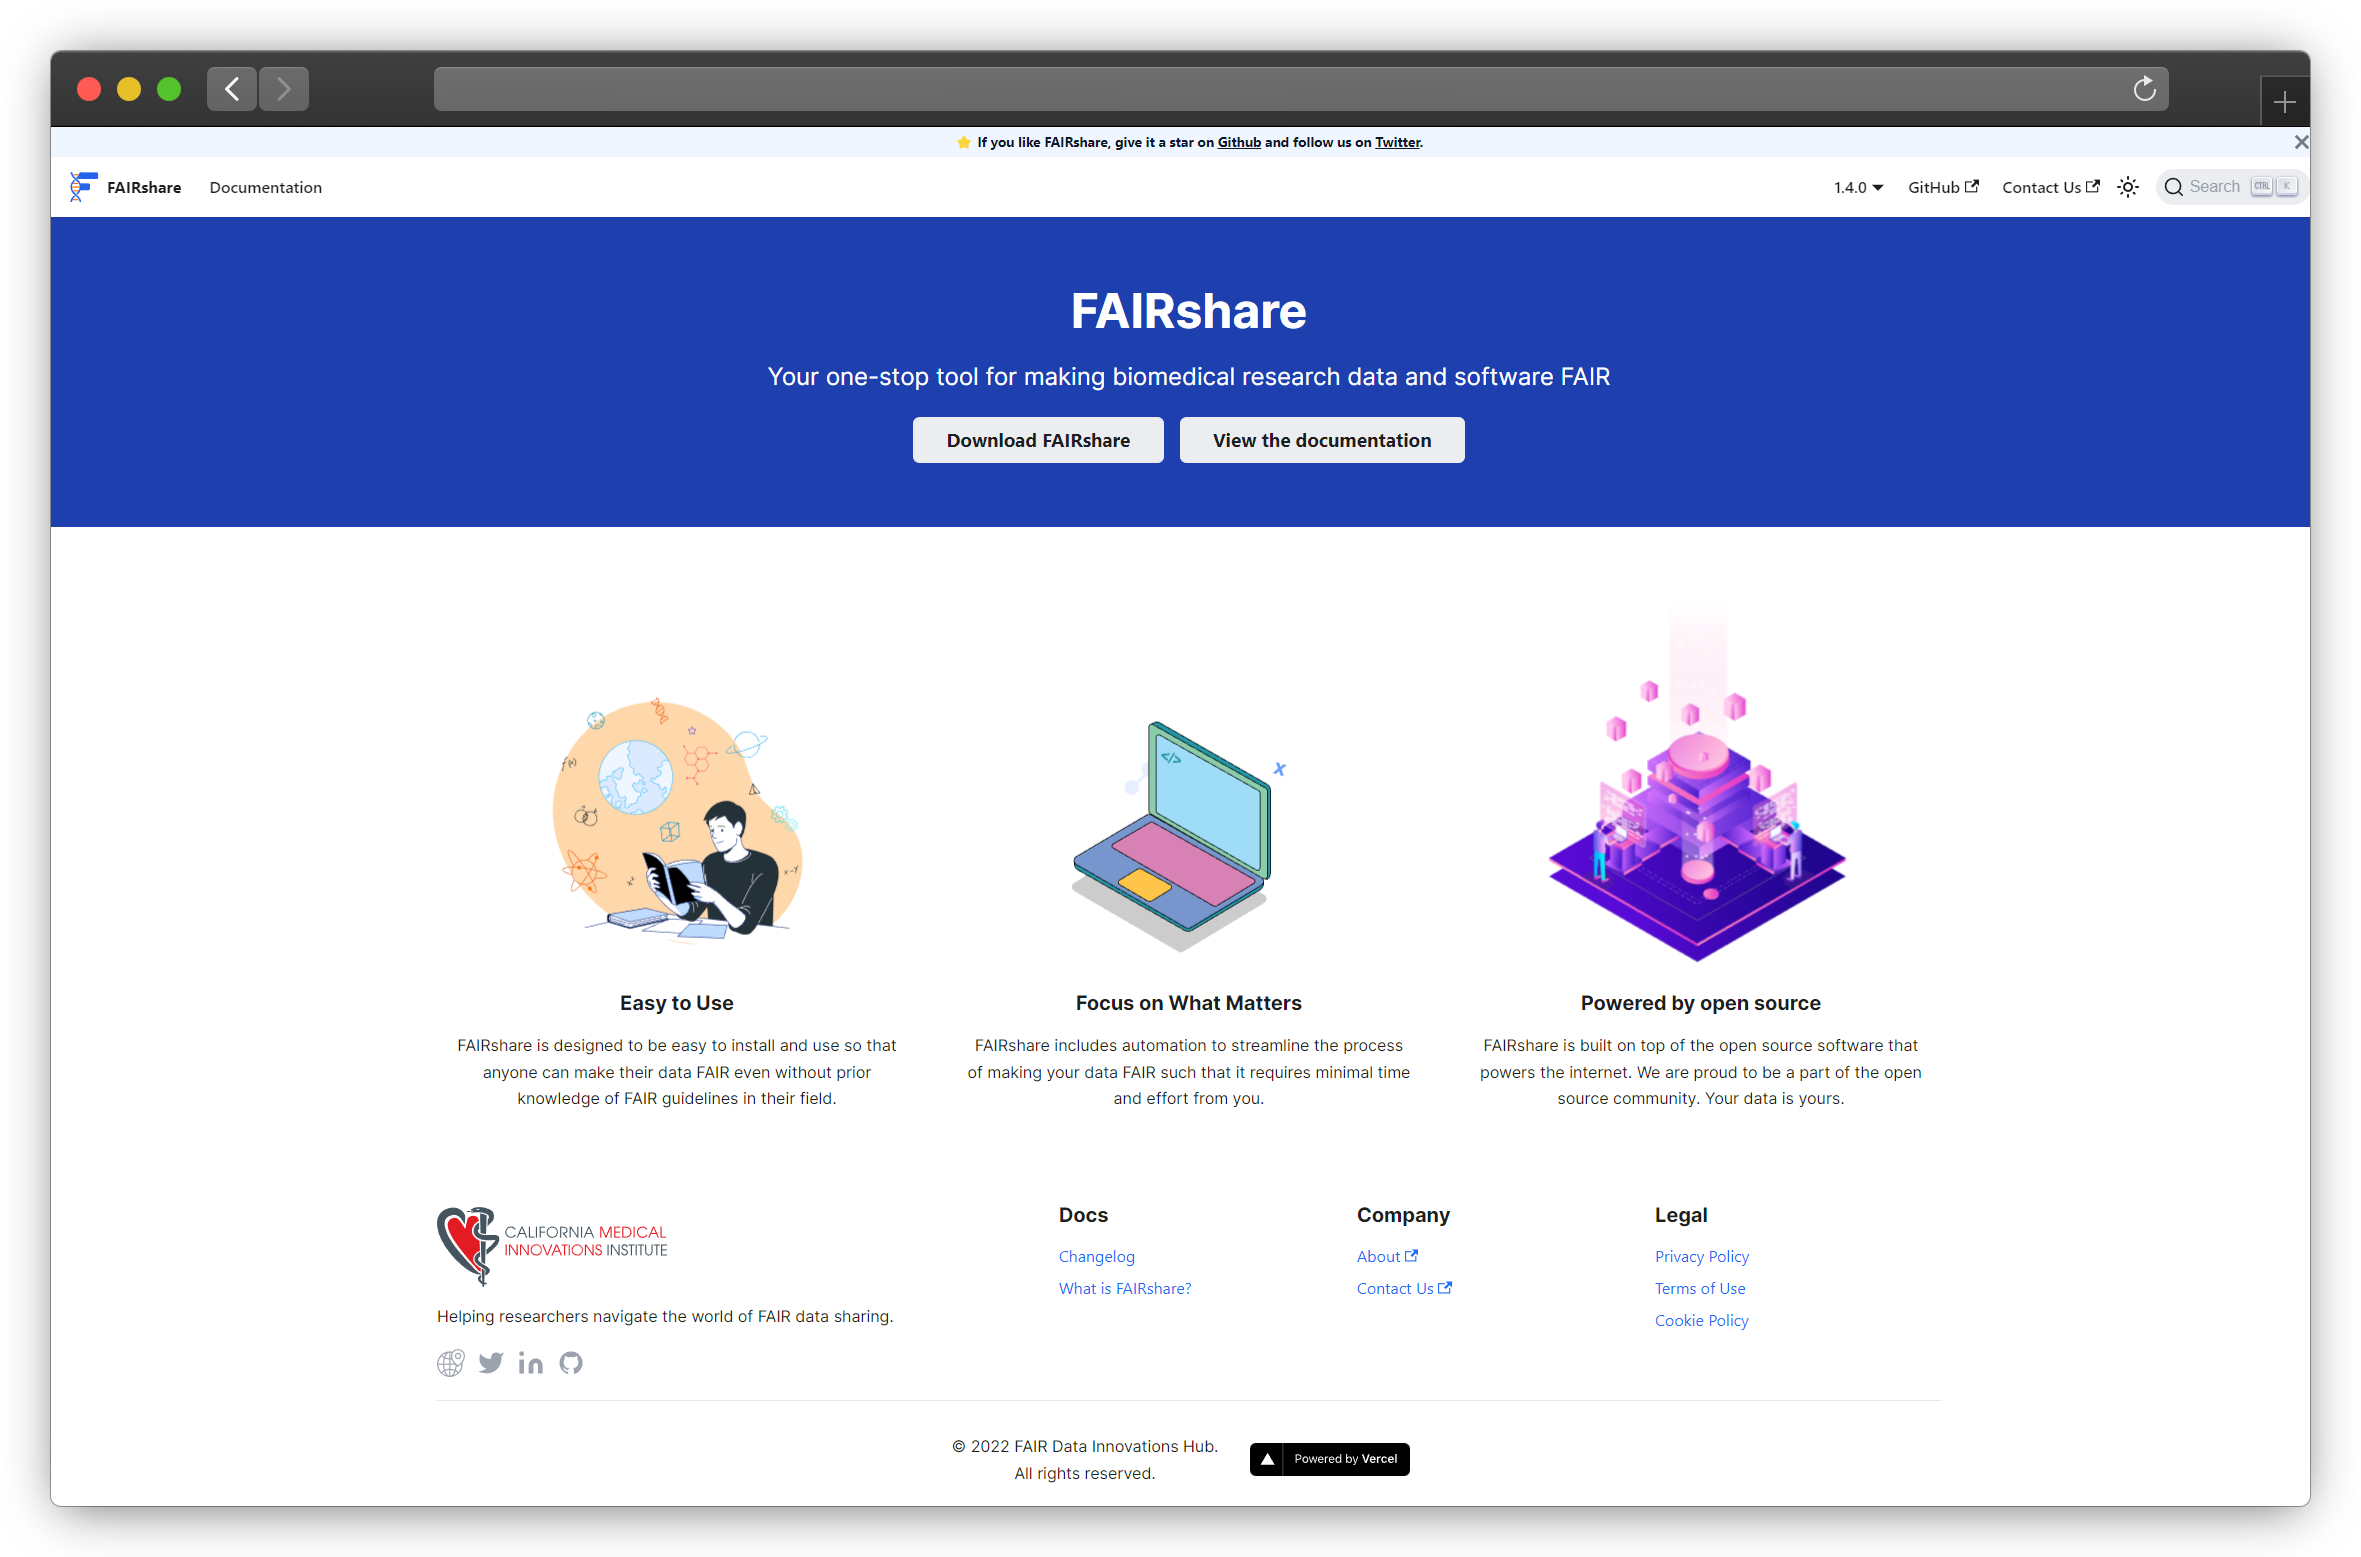 If you like FAIRshare, give it a star on Github and follow us on Twitter.
FAIRshare
Documentation
1.4.0
GitHub
Contact Us
Search
CTRL
K
FAIRshare
Your one-stop tool for making biomedical research data and software FAIR
Download FAIRshare
View the documentation
f(x)
x²
x-y
</>
x
Easy to Use
FAIRshare is designed to be easy to install and use so that
anyone can make their data FAIR even without prior
knowledge of FAIR guidelines in their field.
Focus on What Matters
FAIRshare includes automation to streamline the process
of making your data FAIR such that it requires minimal time
and effort from you.
Powered by open source
FAIRshare is built on top of the open source software that
powers the internet. We are proud to be a part of the open
source community. Your data is yours.
CALIFORNIA MEDICAL
INNOVATIONS INSTITUTE
Helping researchers navigate the world of FAIR data sharing.
Docs
Changelog
What is FAIRshare?
Company
About
Contact Us
Legal
Privacy Policy
Terms of Use
Cookie Policy
© 2022 FAIR Data Innovations Hub.
All rights reserved.
Powered by Vercel